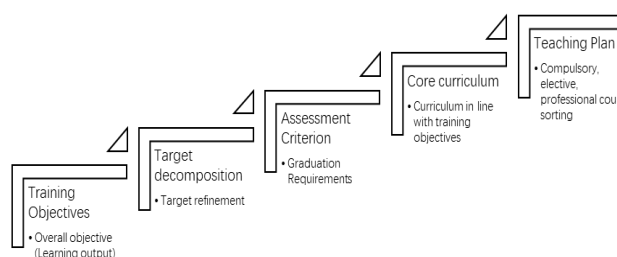 Training
Objectives
• Overall objective
(Learning output)
Target
decomposition
• Target refinement
Assessment
Criterion
• Graduation
Requirements
Core curriculum
• Curriculum in line
with training
objectives
Teaching Plan
• Compulsory,
elective,
professional
sorting